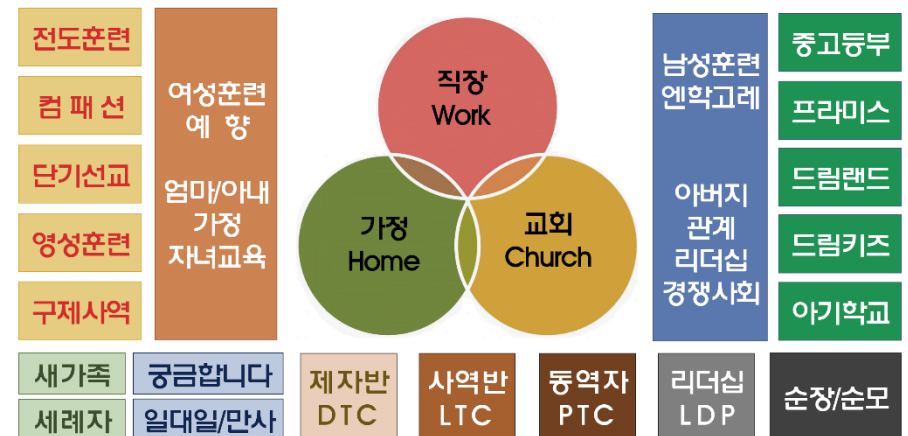 전도훈련
컴 패 션
단기선교
영성훈련
구제사역
여성훈련
예 향
엄마/아내
가정
자녀교육
직장
Work
가정
Home
교회
Church
남성훈련
엔학고레
아버지
관계
리더십
경쟁사회
중고등부
프라미스
드림랜드
드림키즈
아기학교
새가족
궁금합니다
세례자
일대일/만사
제자반
DTC
사역반
LTC
동역자
PTC
리더십
LDP
순장/순모